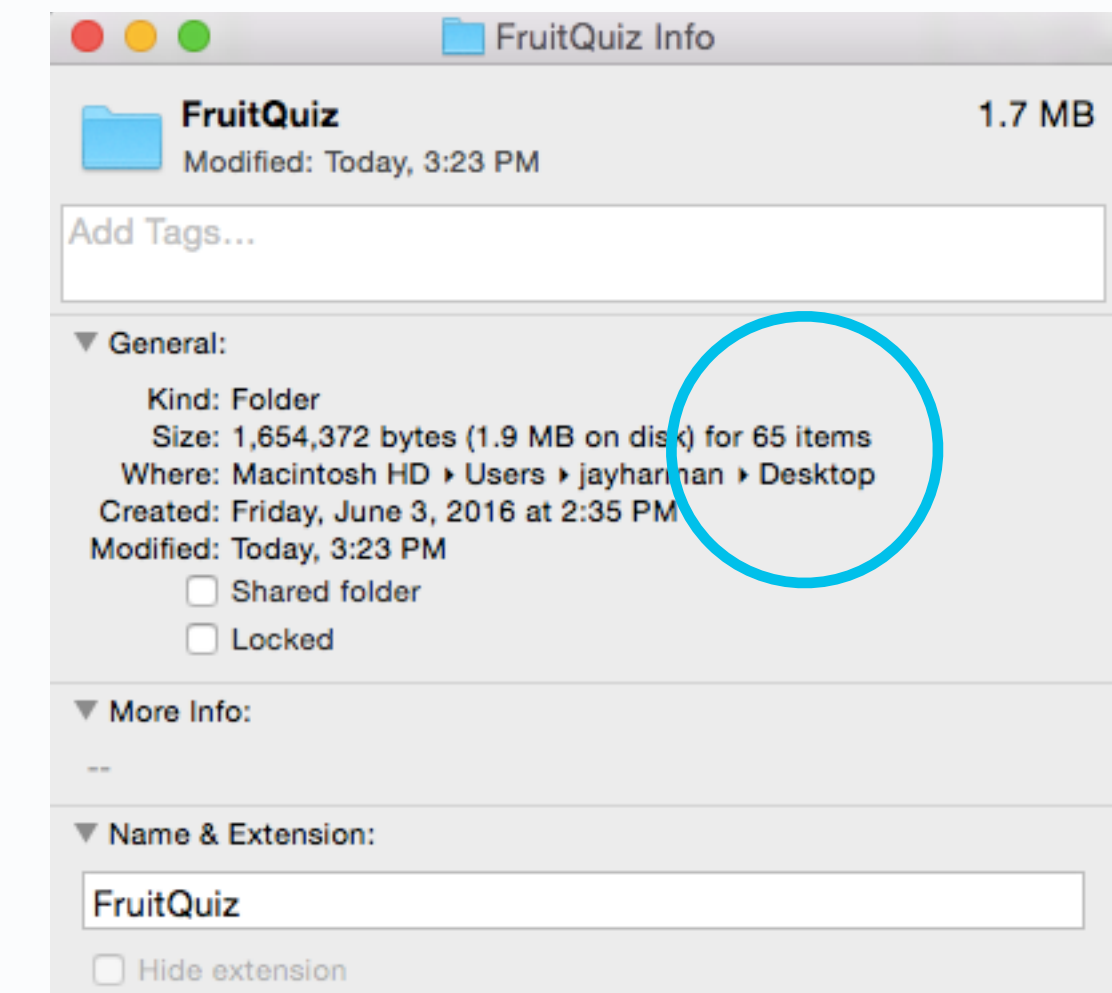 FruitQuiz Info
FruitQuiz 1.7 MB
Modified: Today, 3:23 PM
Add Tags...
General:
Kind: Folder
Size: 1,654,372 bytes (1.9 MB on disk) for 65 items
Where: Macintosh HD ▸ Users ▸ jayharman ▸ Desktop
Created: Friday, June 3, 2016 at 2:35 PM
Modified: Today, 3:23 PM
Shared folder
Locked
More Info:
--
Name & Extension:
FruitQuiz
Hide extension